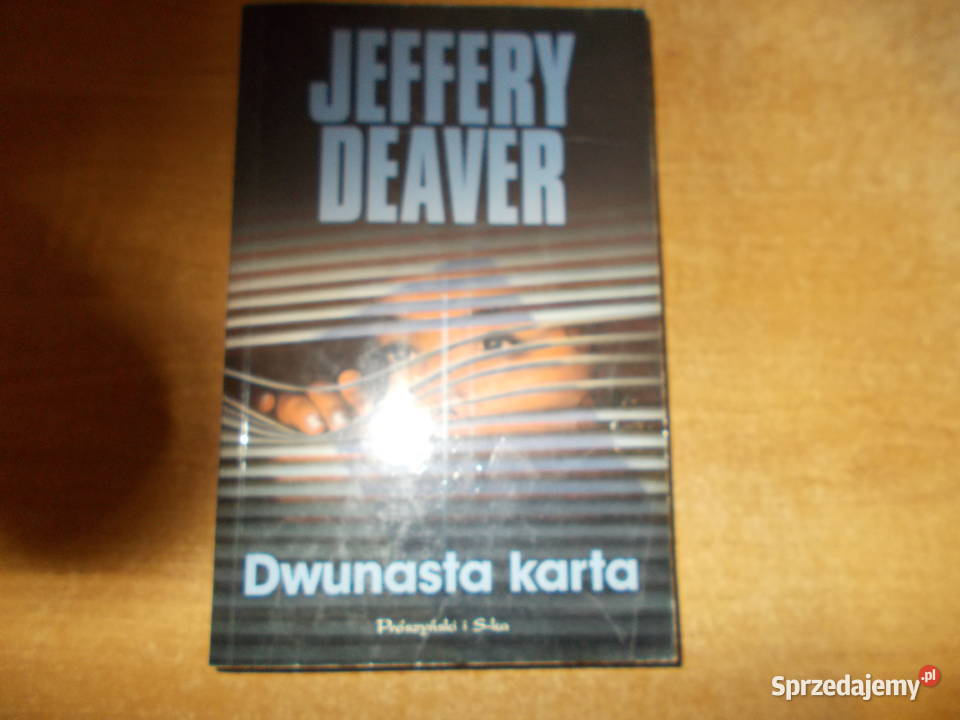 JEFFERY
DEAVER
Dwunasta karta
Prószyński i S-ka
Sprzedajemy.pl